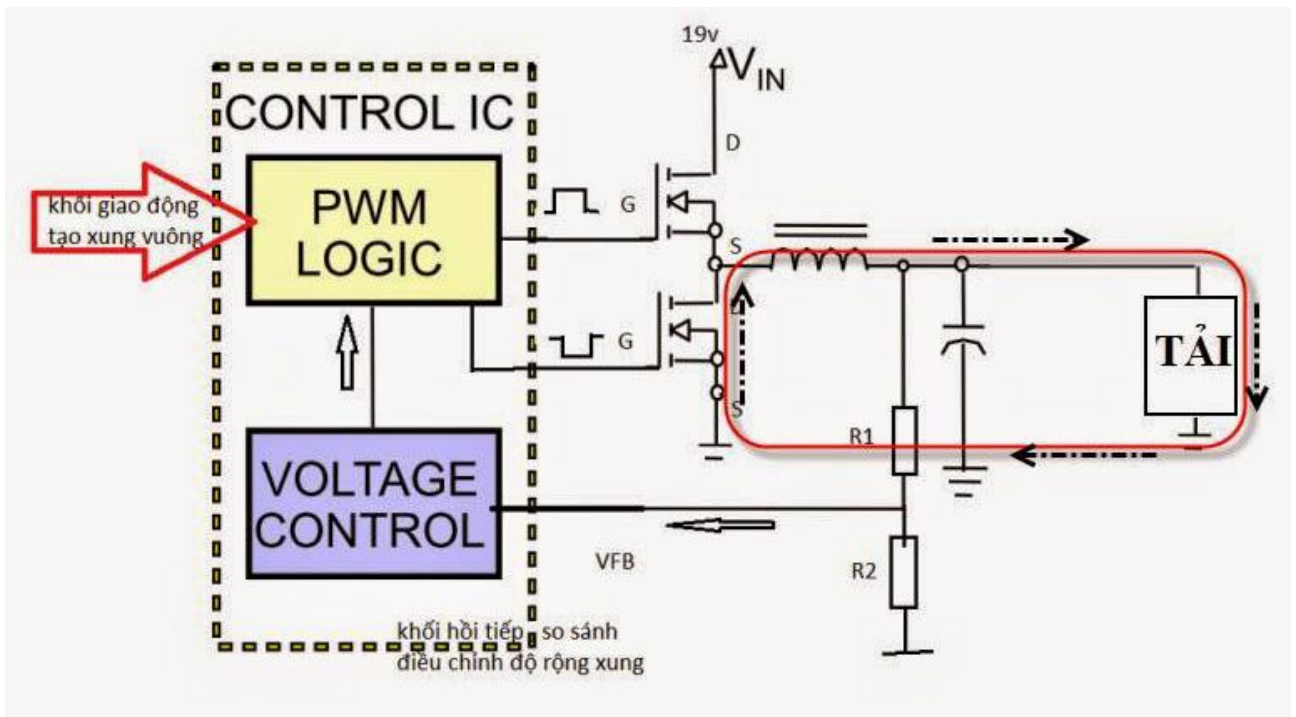 19v
VIN
CONTROL IC
D
khối giao động
tạo xung vuông
PWM
LOGIC
G
S
G
D
TẢI
S
R1
VOLTAGE
CONTROL
VFB
R2
khối hồi tiếp so sánh
điều chỉnh độ rộng xung